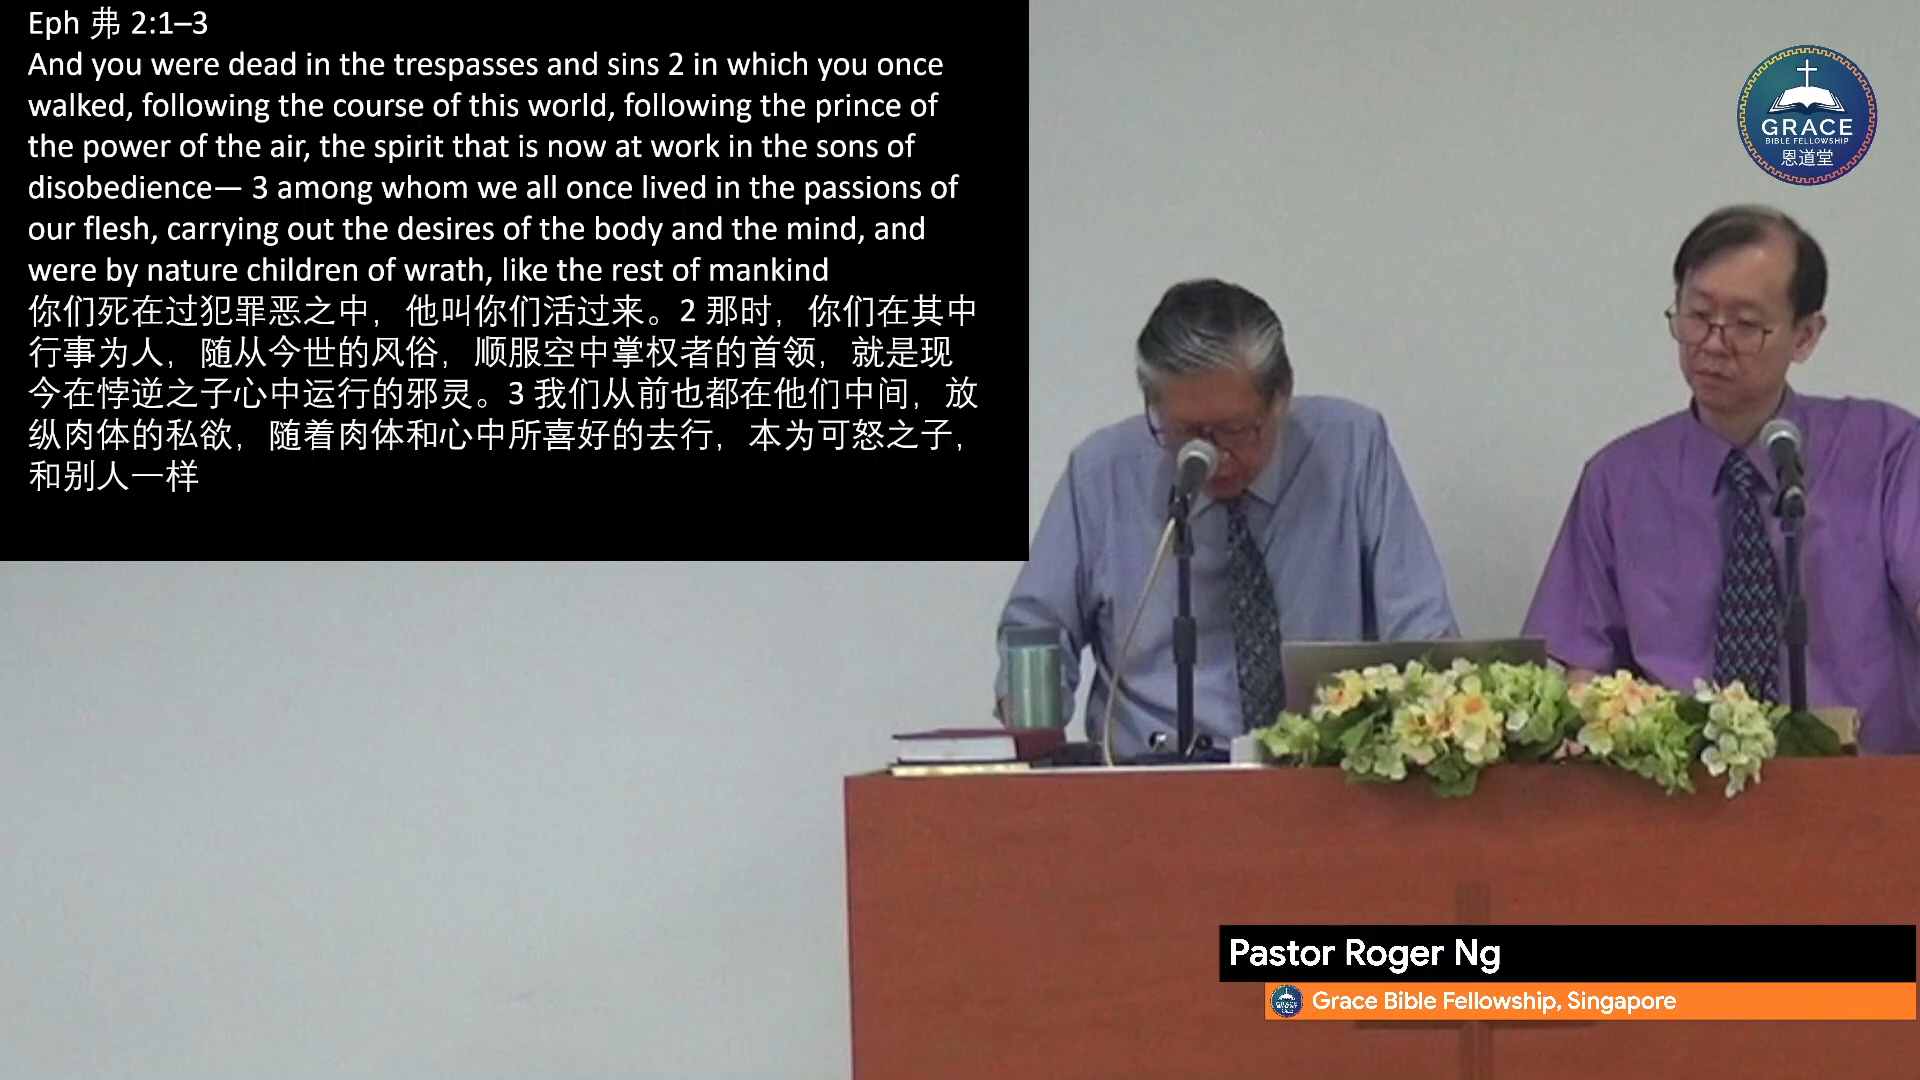 Eph 弗 2:1–3
And you were dead in the trespasses and sins 2 in which you once
walked, following the course of this world, following the prince of
the power of the air, the spirit that is now at work in the sons of
disobedience— 3 among whom we all once lived in the passions of
our flesh, carrying out the desires of the body and the mind, and
were by nature children of wrath, like the rest of mankind
你们死在过犯罪恶之中，他叫你们活过来。2 那时，你们在其中
行事为人，随从今世的风俗，顺服空中掌权者的首领，就是现
今在悖逆之子心中运行的邪灵。3 我们从前也都在他们中间，放
纵肉体的私欲，随着肉体和心中所喜好的去行，本为可怒之子，
和别人一样
GRACE
BIBLE FELLOWSHIP
恩道堂
Pastor Roger Ng
GRACE
Grace Bible Fellowship, Singapore